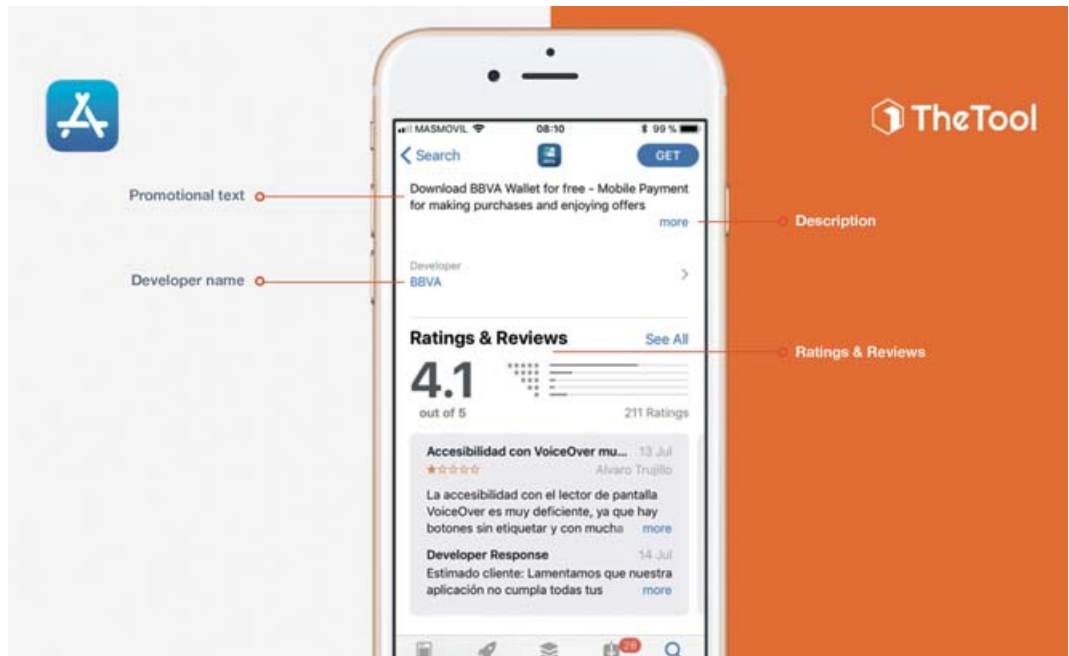 TheTool
MASMOVIL
08:10
99 %
Search
GET
Promotional text
Download BBVA Wallet for free - Mobile Payment
for making purchases and enjoying offers
more
Description
Developer
Developer name
BBVA
Ratings & Reviews
See All
Ratings & Reviews
4.1
out of 5
211 Ratings
Accesibilidad con VoiceOver mu...
13 Jul
Alvaro Trujillo
La accesibilidad con el lector de pantalla
VoiceOver es muy deficiente, ya que hay
botones sin etiquetar y con mucha
more
Developer Response
14 Jul
Estimado cliente: Lamentamos que nuestra
aplicación no cumpla todas tus
more
28